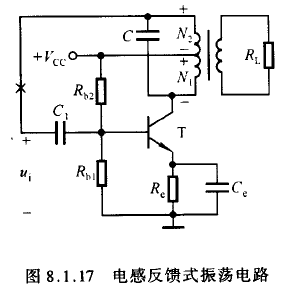 C
N₂
+
−
+V_CC
+
N₁
−
R_L
R_b2
C₁
T
+
u_i
−
R_b1
R_e
C_e
图 8.1.17 电感反馈式振荡电路